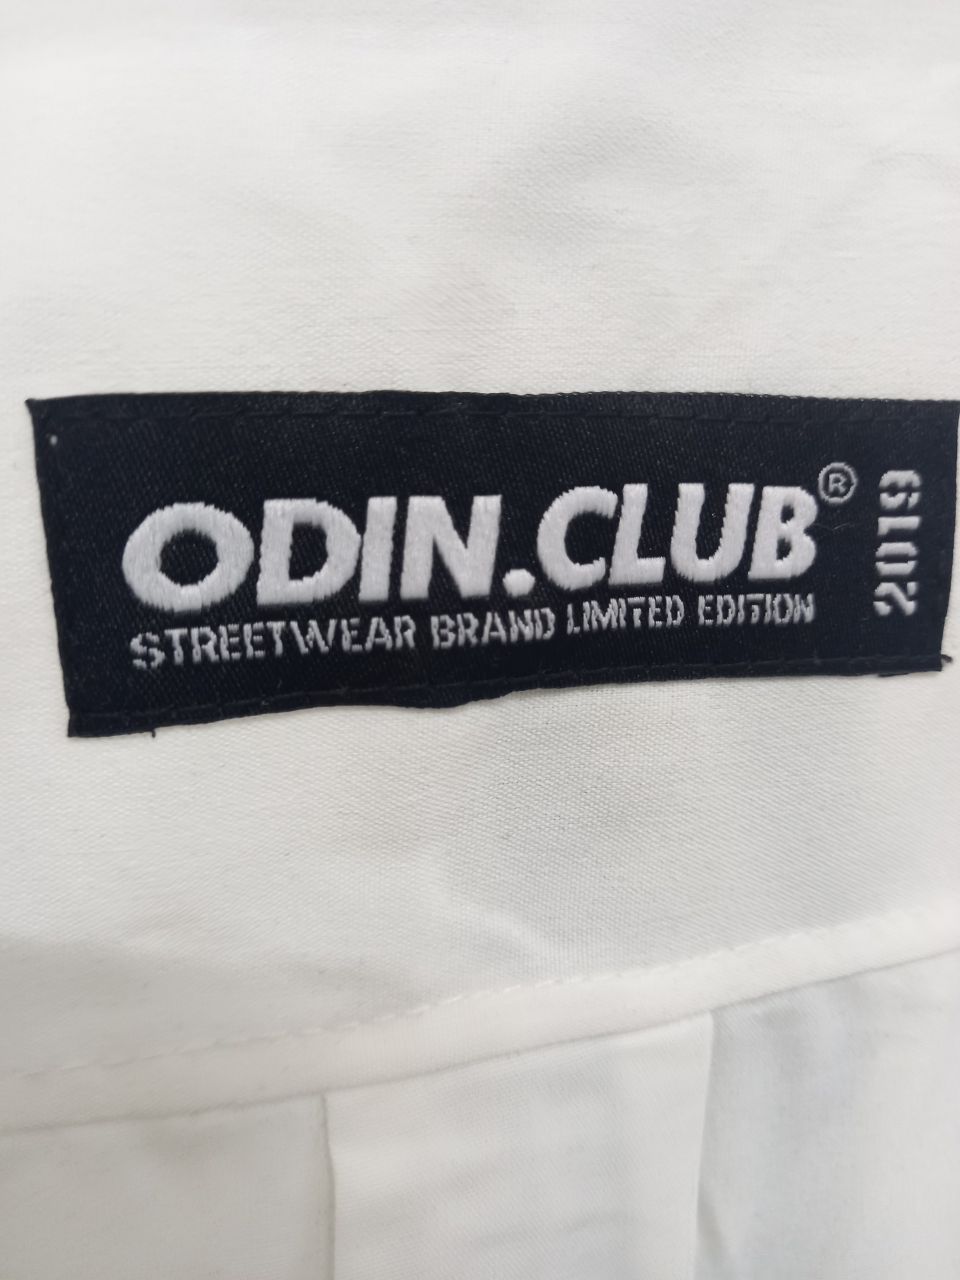 ODIN.CLUB®
STREETWEAR BRAND LIMITED EDITION
2019